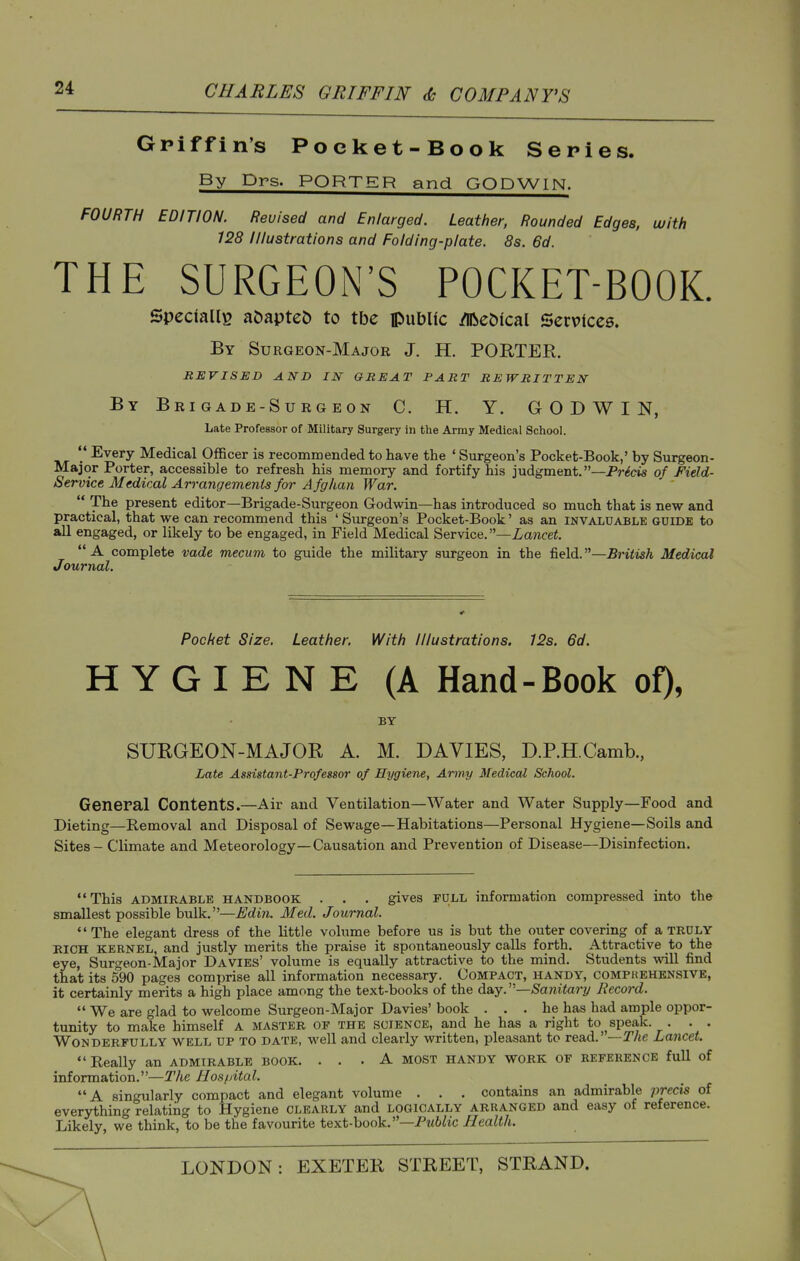 24
CHARLES GRIFFIN & COMPANY'S
Griffin's Pocket-Book Series.
By Drs. PORTER and GODWIN.
FOURTH EDITION. Revised and Enlarged. Leather, Rounded Edges, with
128 Illustrations and Folding-plate. 8s. 6d.
THE SURGEON'S POCKET-BOOK.
Specially adapted to the Public Medical Services.
By Surgeon-Major J. H. PORTER.
REVISED AND IN GREAT PART REWRITTEN
By Brigade-Surgeon C. H. Y. GODWIN,
Late Professor of Military Surgery in the Army Medical School.
“ Every Medical Officer is recommended to have the ‘ Surgeon's Pocket-Book,’ by Surgeon-
Major Porter, accessible to refresh his memory and fortify his judgment.”—Précis of Field-
Service Medical Arrangements for Afghan War.
“ The present editor—Brigade-Surgeon Godwin—has introduced so much that is new and
practical, that we can recommend this ‘ Surgeon's Pocket-Book ’ as an INVALUABLE GUIDE to
all engaged, or likely to be engaged, in Field Medical Service.”—Lancet.
“ A complete vade mecum to guide the military surgeon in the field.”—British Medical
Journal.
Pocket Size. Leather. With Illustrations. 12s. 6d.
HYGIENE (A Hand-Book of),
BY
SURGEON-MAJOR A. M. DAVIES, D.P.H.Camb.,
Late Assistant-Professor of Hygiene, Army Medical School.
General Contents.—Air and Ventilation—Water and Water Supply—Food and
Dieting—Removal and Disposal of Sewage—Habitations—Personal Hygiene—Soils and
Sites – Climate and Meteorology—Causation and Prevention of Disease—Disinfection.
“This ADMIRABLE HANDBOOK . . . gives FULL information compressed into the
smallest possible bulk.”—Edin. Med. Journal.
“The elegant dress of the little volume before us is but the outer covering of a TRULY
RICH KERNEL, and justly merits the praise it spontaneously calls forth. Attractive to the
eye, Surgeon-Major DAVIES' volume is equally attractive to the mind. Students will find
that its 590 pages comprise all information necessary. COMPACT, HANDY, COMPREHENSIVE,
it certainly merits a high place among the text-books of the day.”—Sanitary Record.
“ We are glad to welcome Surgeon-Major Davies' book . . . he has had ample oppor-
tunity to make himself A MASTER OF THE SCIENCE, and he has a right to speak. . . .
WONDERFULLY WELL UP TO DATE, well and clearly written, pleasant to read.”—The Lancet.
“Really an ADMIRABLE BOOK. . . . A MOST HANDY WORK OF REFERENCE full of
information.”—The Hospital.
“A singularly compact and elegant volume . . . contains an admirable precis of
everything relating to Hygiene CLEARLY and LOGICALLY ARRANGED and easy of reference.
Likely, we think, to be the favourite text-book.”—Public Health.
LONDON: EXETER STREET, STRAND.